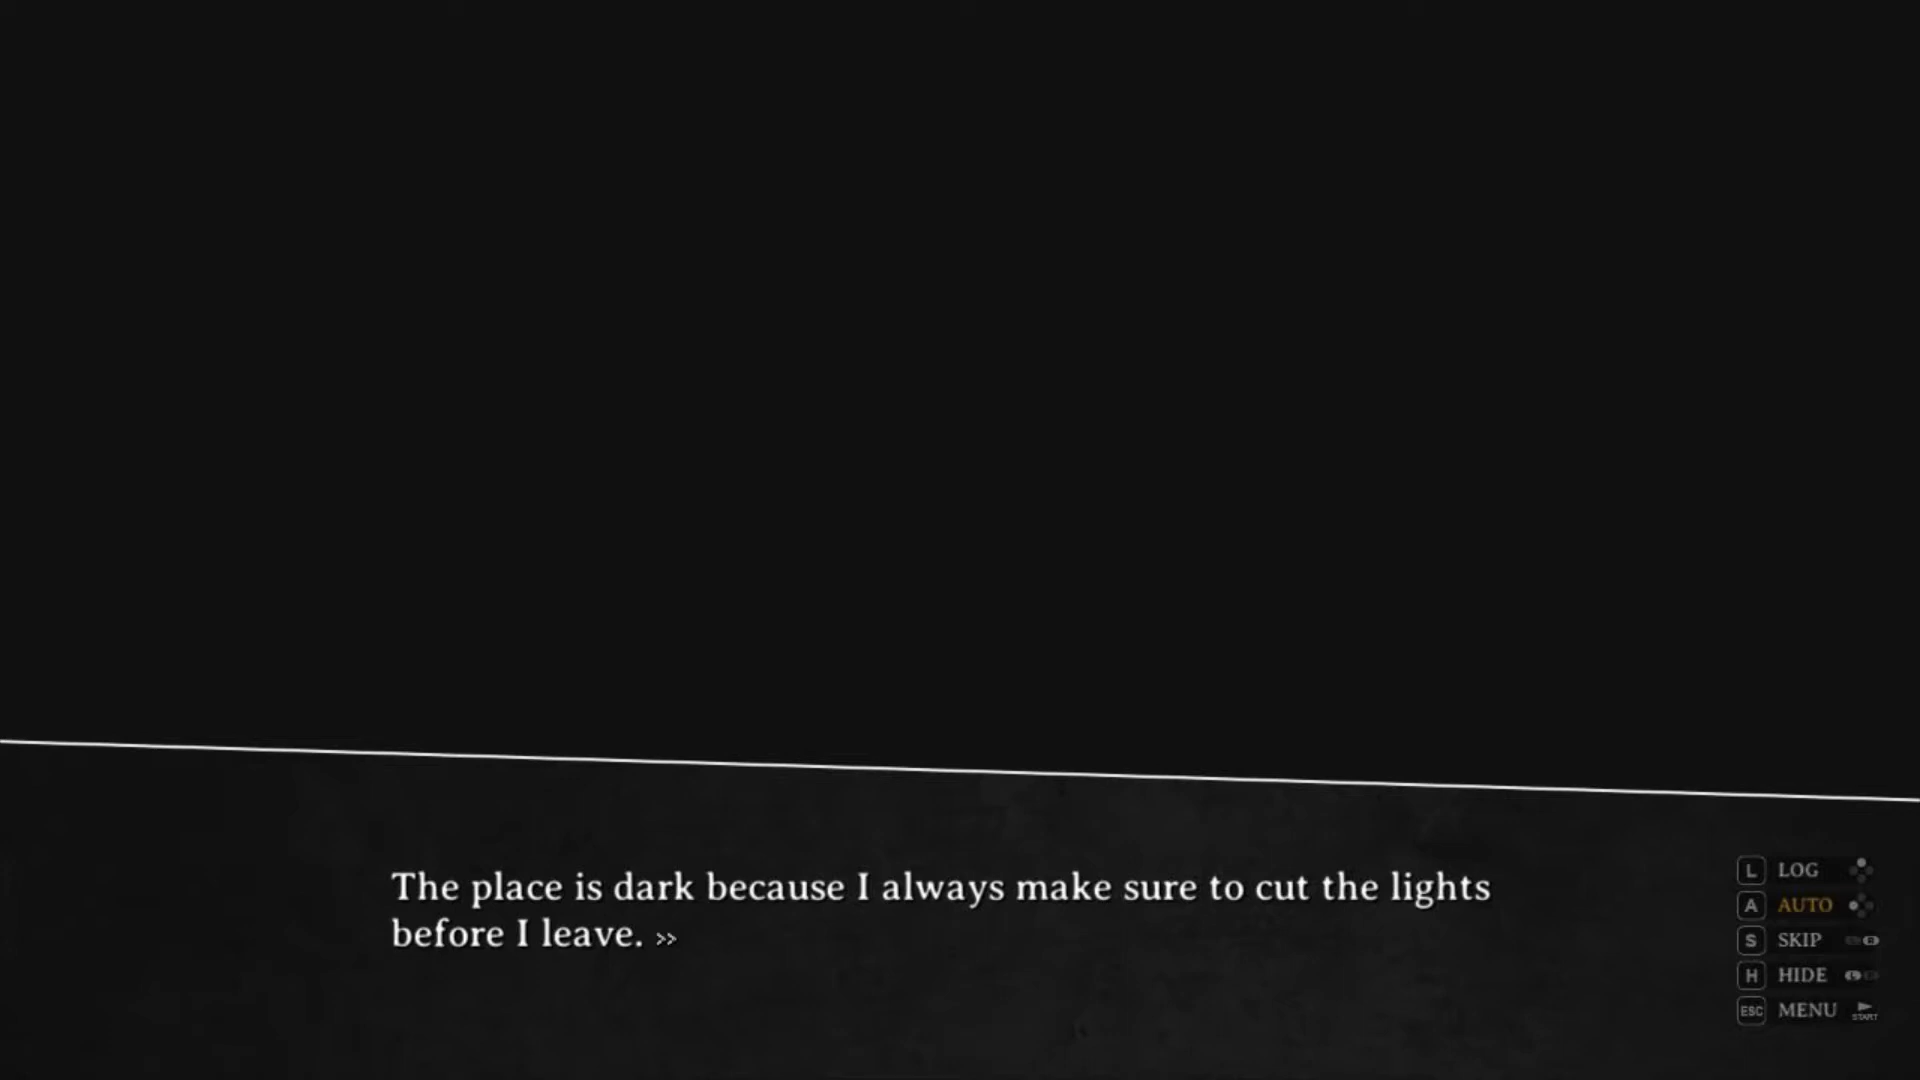 The place is dark because I always make sure to cut the lights
before I leave. >>
L LOG
A AUTO
S SKIP
H HIDE
ESC MENU START